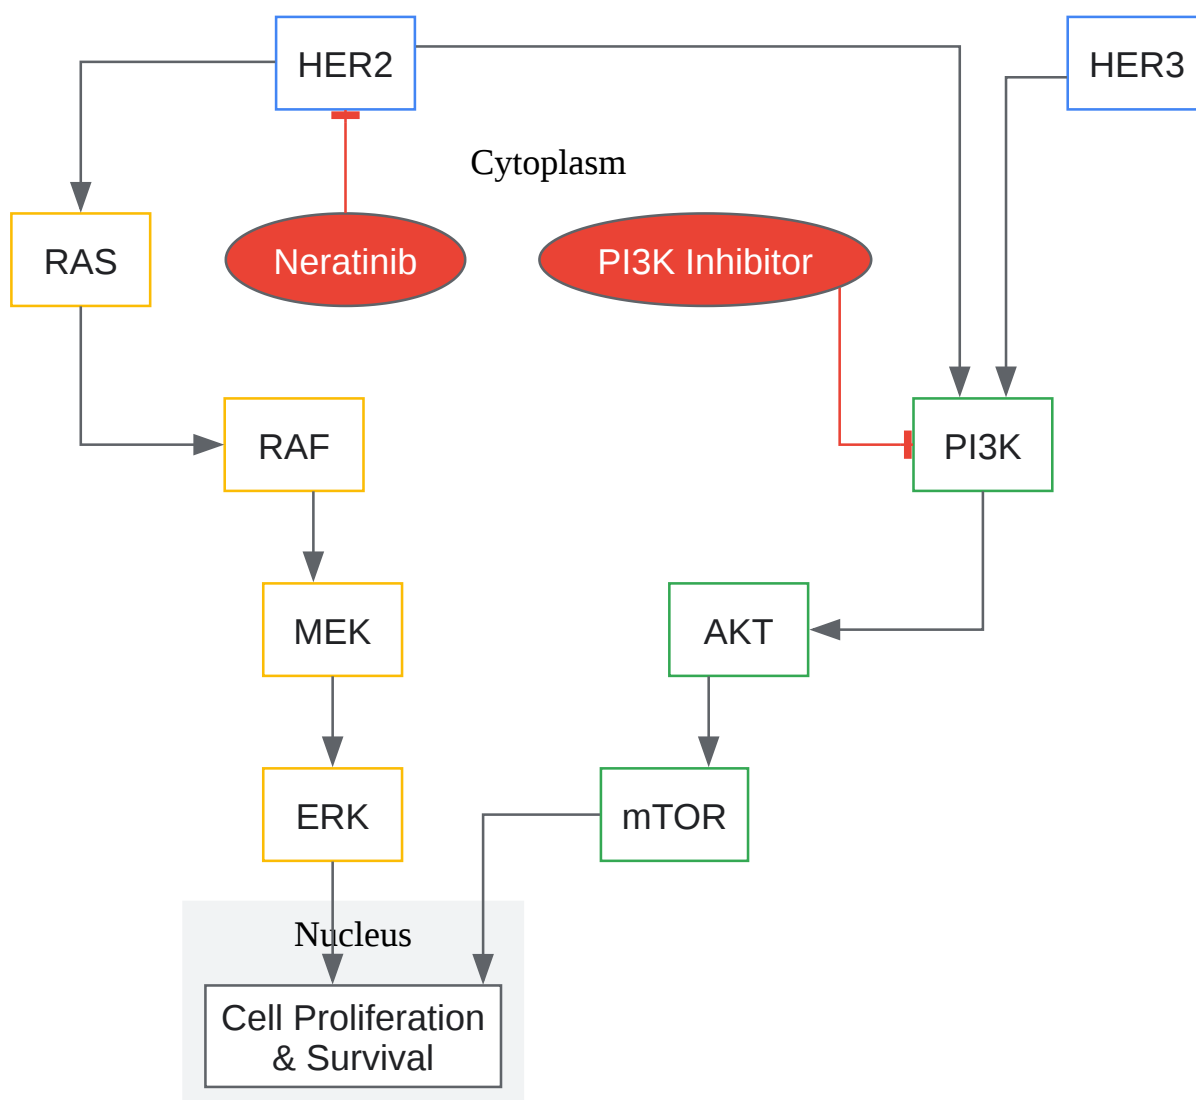 HER2
HER3
Cytoplasm
RAS
Neratinib
PI3K Inhibitor
RAF
PI3K
MEK
AKT
ERK
mTOR
Nucleus
Cell Proliferation
& Survival